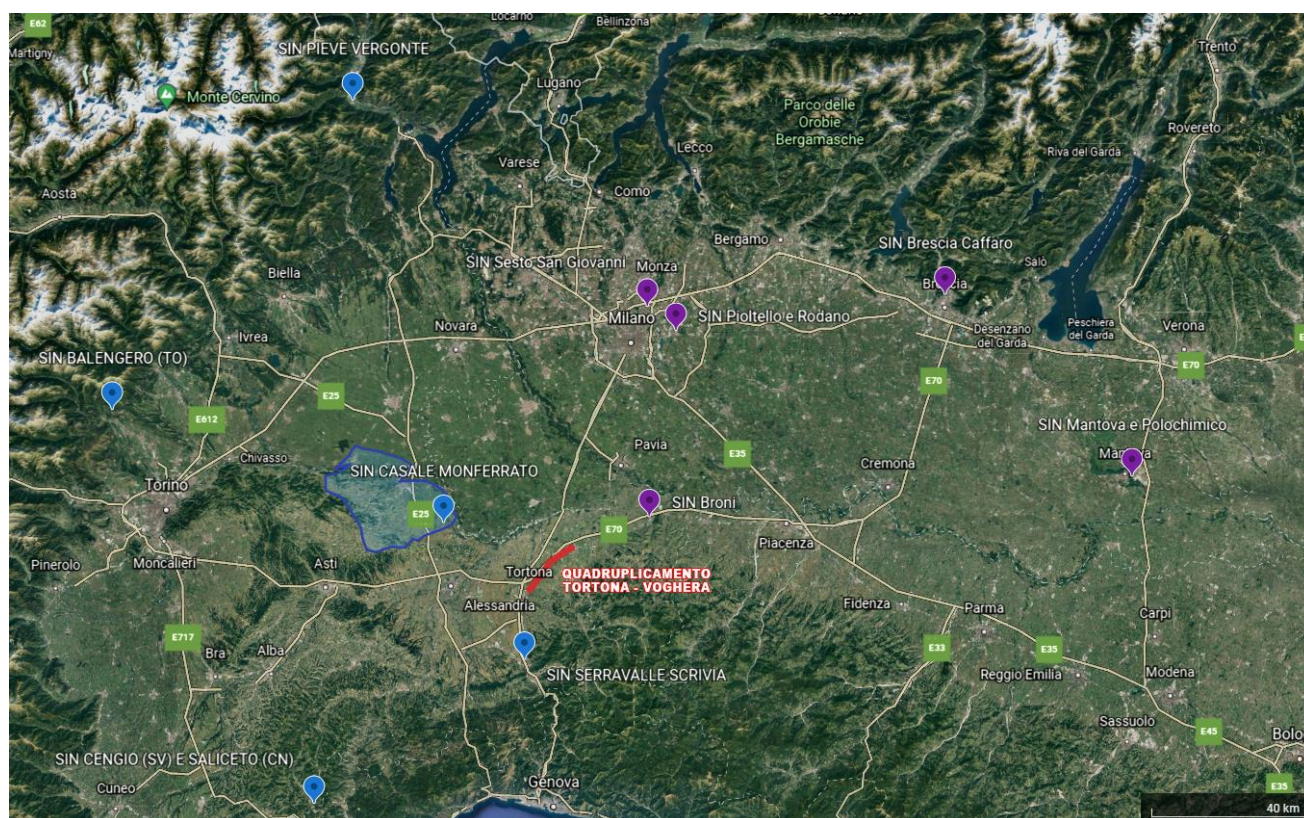 E62
Locarno
Bellinzona
Martigny
SIN PIEVE VERGONTE
Trento
Monte Cervino
Lugano
Parco delle
Orobie
Bergamasche
Rovereto
Riva del Garda
Lecco
Varese
Aosta
Como
Bergamo
SIN Brescia Caffaro
SIN Sesto San Giovanni
Monza
Salò
Biella
Brescia
Milano
SIN Pioltello e Rodano
Novara
Desenzano
del Garda
Peschiera
del Garda
Verona
Ivrea
SIN BALENGERO (TO)
E70
E70
E25
E612
SIN Mantova e Polochimico
Pavia
Mantova
Chivasso
SIN CASALE MONFERRATO
E35
Cremona
Torino
SIN Broni
E25
E70
Piacenza
Pinerolo
Moncalieri
Asti
Tortona
QUADRUPLICAMENTO
TORTONA - VOGHERA
Alessandria
Fidenza
Parma
Carpi
E717
Bra
Alba
E33
E35
SIN SERRAVALLE SCRIVIA
Reggio Emilia
Modena
Sassuolo
E45
Bolo
SIN CENGIO (SV) E SALICETO (CN)
Cuneo
Genova
E35
40 km